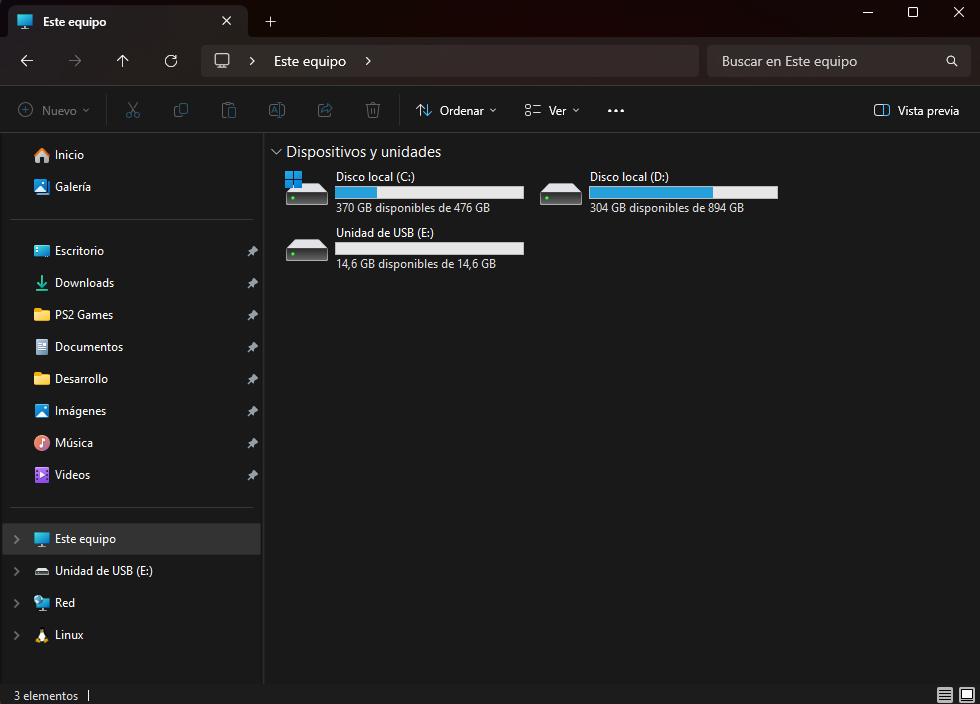 Este equipo
Este equipo
Buscar en Este equipo
Nuevo
Ordenar
Ver
Vista previa
Inicio
Galería
Escritorio
Downloads
PS2 Games
Documentos
Desarrollo
Imágenes
Música
Videos
Este equipo
Unidad de USB (E:)
Red
Linux
Dispositivos y unidades
Disco local (C:)
370 GB disponibles de 476 GB
Disco local (D:)
304 GB disponibles de 894 GB
Unidad de USB (E:)
14,6 GB disponibles de 14,6 GB
3 elementos